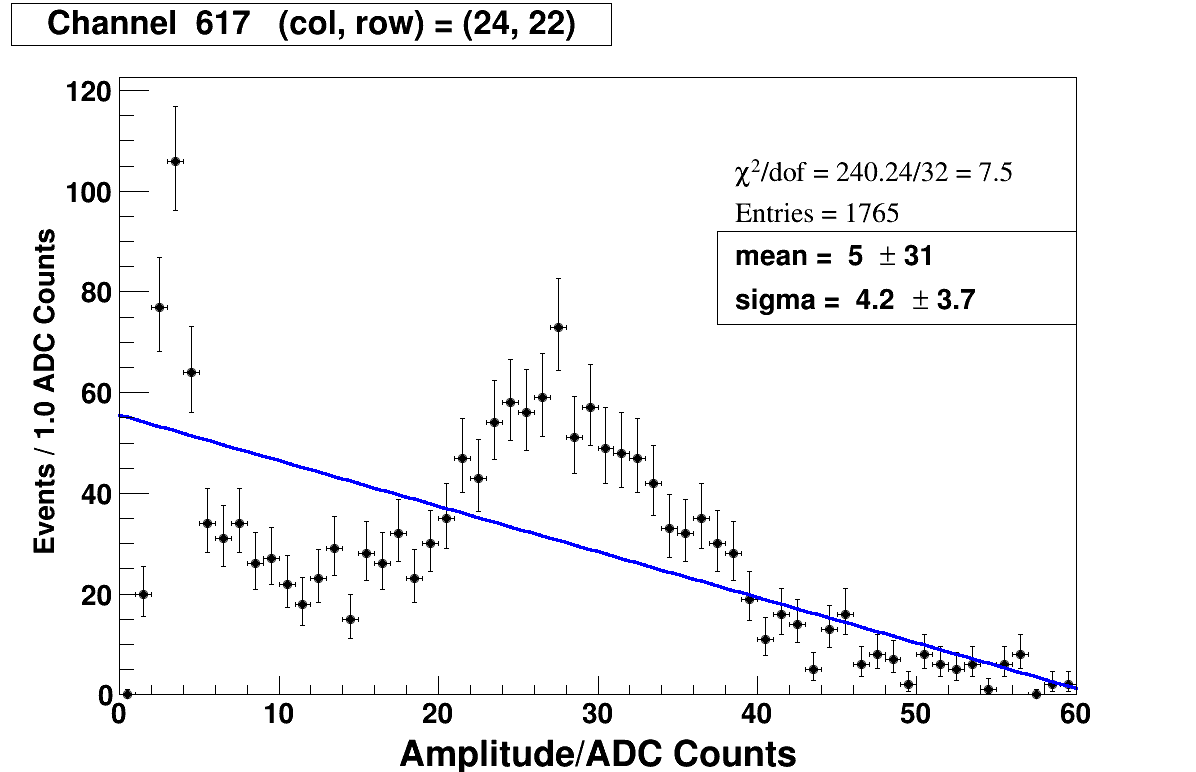 Channel 617 (col, row) = (24, 22)
120
100
80
60
40
20
0
Events / 1.0 ADC Counts
χ²/dof = 240.24/32 = 7.5
Entries = 1765
mean = 5 ± 31
sigma = 4.2 ± 3.7
0 10 20 30 40 50 60
Amplitude/ADC Counts